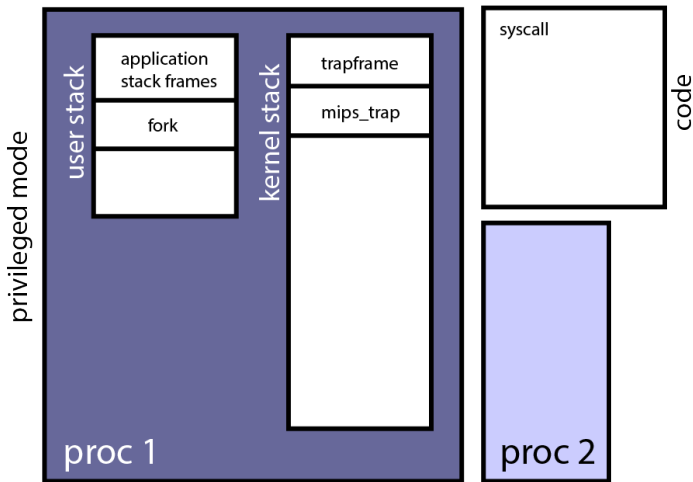 privileged mode
user stack
application
stack frames
fork
kernel stack
trapframe
mips_trap
proc 1
syscall
code
proc 2